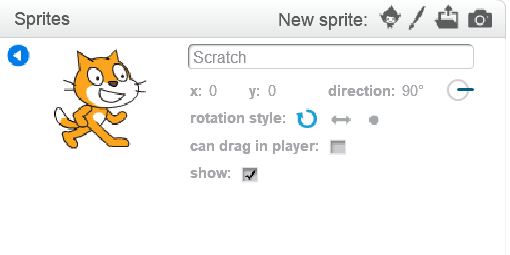 Sprites New sprite:
Scratch
x: 0 y: 0 direction: 90°
rotation style:
can drag in player:
show: